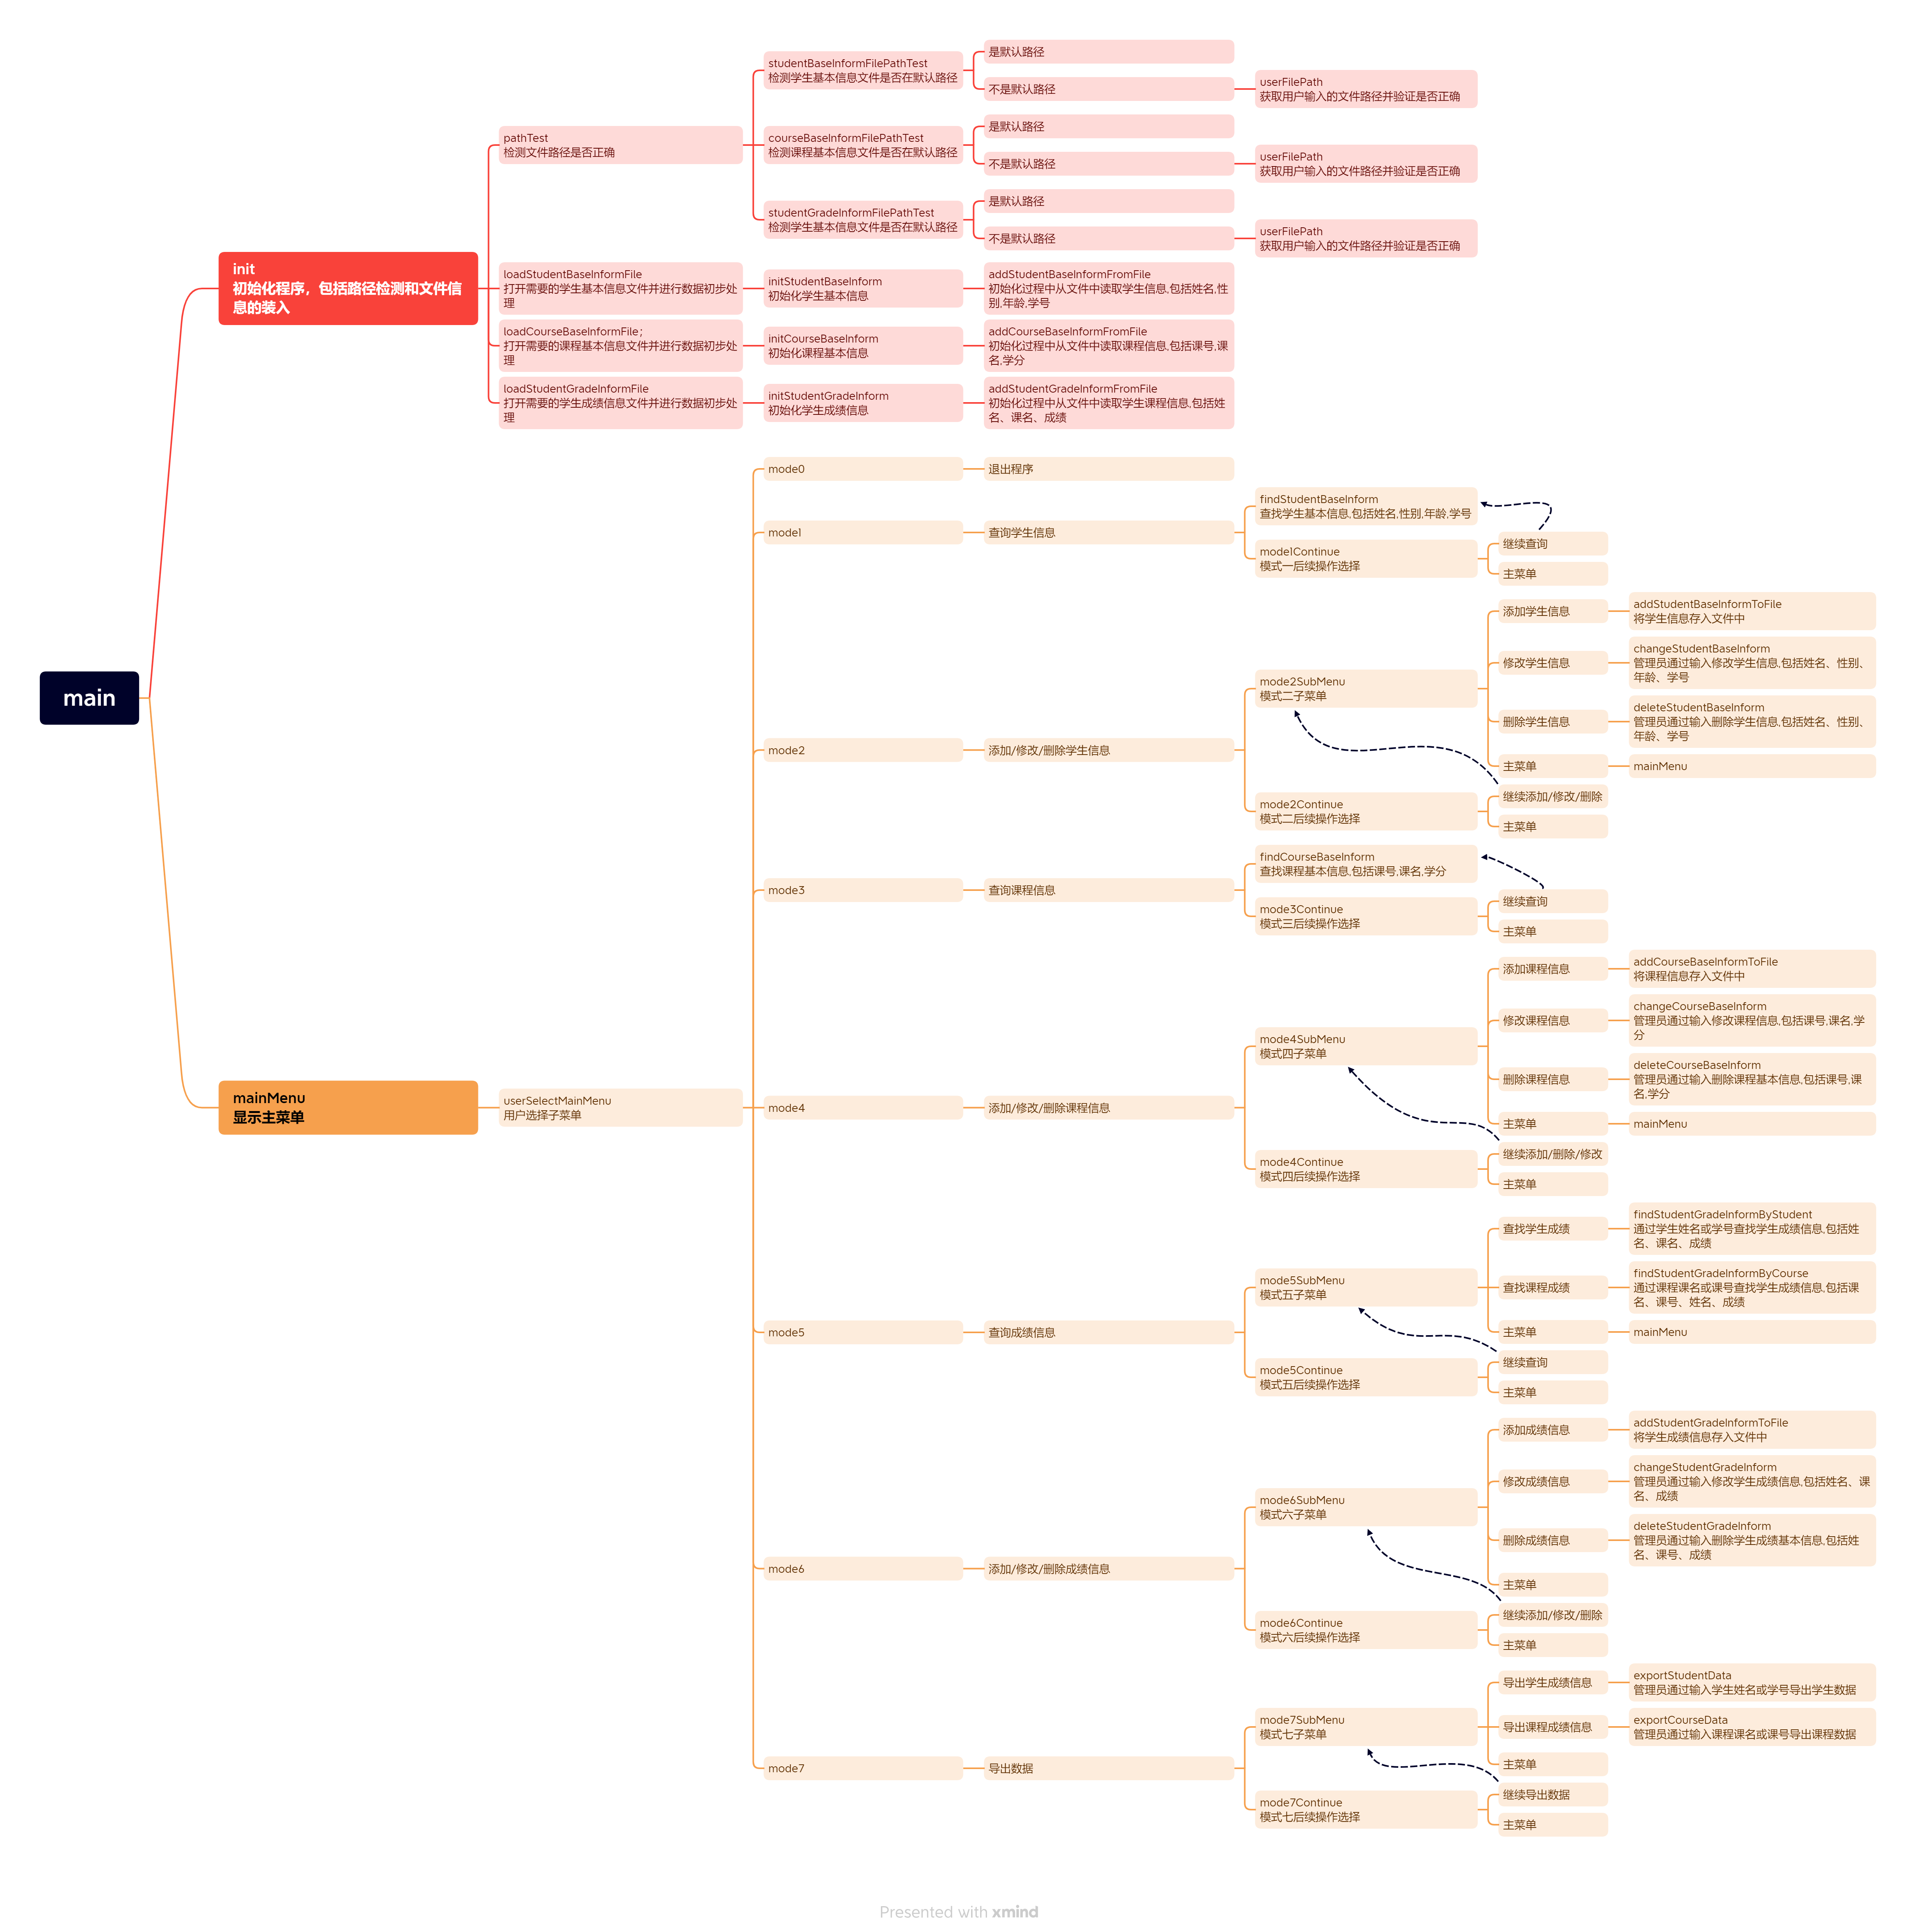 main
init
初始化程序，包括路径检测和文件信
息的装入
pathTest
检测文件路径是否正确
studentBaseInformFilePathTest
检测学生基本信息文件是否在默认路径
是默认路径
不是默认路径
userFilePath
获取用户输入的文件路径并验证是否正确
courseBaseInformFilePathTest
检测课程基本信息文件是否在默认路径
是默认路径
不是默认路径
userFilePath
获取用户输入的文件路径并验证是否正确
studentGradeInformFilePathTest
检测学生基本信息文件是否在默认路径
是默认路径
不是默认路径
userFilePath
获取用户输入的文件路径并验证是否正确
loadStudentBaseInformFile
打开需要的学生基本信息文件并进行数据初步处
理
initStudentBaseInform
初始化学生基本信息
addStudentBaseInformFromFile
初始化过程中从文件中读取学生信息,包括姓名,性
别,年龄,学号
loadCourseBaseInformFile;
打开需要的课程基本信息文件并进行数据初步处
理
initCourseBaseInform
初始化课程基本信息
addCourseBaseInformFromFile
初始化过程中从文件中读取课程信息,包括课号,课
名,学分
loadStudentGradeInformFile
打开需要的学生成绩信息文件并进行数据初步处
理
initStudentGradeInform
初始化学生成绩信息
addStudentGradeInformFromFile
初始化过程中从文件中读取学生课程信息,包括姓
名、课名、成绩
mainMenu
显示主菜单
userSelectMainMenu
用户选择子菜单
mode0
退出程序
mode1
查询学生信息
findStudentBaseInform
查找学生基本信息,包括姓名,性别,年龄,学号
mode1Continue
模式一后续操作选择
继续查询
主菜单
mode2
添加/修改/删除学生信息
mode2SubMenu
模式二子菜单
添加学生信息
addStudentBaseInformToFile
将学生信息存入文件中
修改学生信息
changeStudentBaseInform
管理员通过输入修改学生信息,包括姓名、性别、
年龄、学号
删除学生信息
deleteStudentBaseInform
管理员通过输入删除学生信息,包括姓名、性别、
年龄、学号
主菜单
mainMenu
mode2Continue
模式二后续操作选择
继续添加/修改/删除
主菜单
mode3
查询课程信息
findCourseBaseInform
查找课程基本信息,包括课号,课名,学分
mode3Continue
模式三后续操作选择
继续查询
主菜单
mode4
添加/修改/删除课程信息
mode4SubMenu
模式四子菜单
添加课程信息
addCourseBaseInformToFile
将课程信息存入文件中
修改课程信息
changeCourseBaseInform
管理员通过输入修改课程信息,包括课号,课名,学
分
删除课程信息
deleteCourseBaseInform
管理员通过输入删除课程基本信息,包括课号,课
名,学分
主菜单
mainMenu
mode4Continue
模式四后续操作选择
继续添加/删除/修改
主菜单
mode5
查询成绩信息
mode5SubMenu
模式五子菜单
查找学生成绩
findStudentGradeInformByStudent
通过学生姓名或学号查找学生成绩信息,包括姓
名、课名、成绩
查找课程成绩
findStudentGradeInformByCourse
通过课程课名或课号查找学生成绩信息,包括课
名、课号、姓名、成绩
主菜单
mainMenu
mode5Continue
模式五后续操作选择
继续查询
主菜单
mode6
添加/修改/删除成绩信息
mode6SubMenu
模式六子菜单
添加成绩信息
addStudentGradeInformToFile
将学生成绩信息存入文件中
修改成绩信息
changeStudentGradeInform
管理员通过输入修改学生成绩信息,包括姓名、课
名、成绩
删除成绩信息
deleteStudentGradeInform
管理员通过输入删除学生成绩基本信息,包括姓
名、课号、成绩
主菜单
mode6Continue
模式六后续操作选择
继续添加/修改/删除
主菜单
mode7
导出数据
mode7SubMenu
模式七子菜单
导出学生成绩信息
exportStudentData
管理员通过输入学生姓名或学号导出学生数据
导出课程成绩信息
exportCourseData
管理员通过输入课程课名或课号导出课程数据
主菜单
mode7Continue
模式七后续操作选择
继续导出数据
主菜单
Presented with xmind